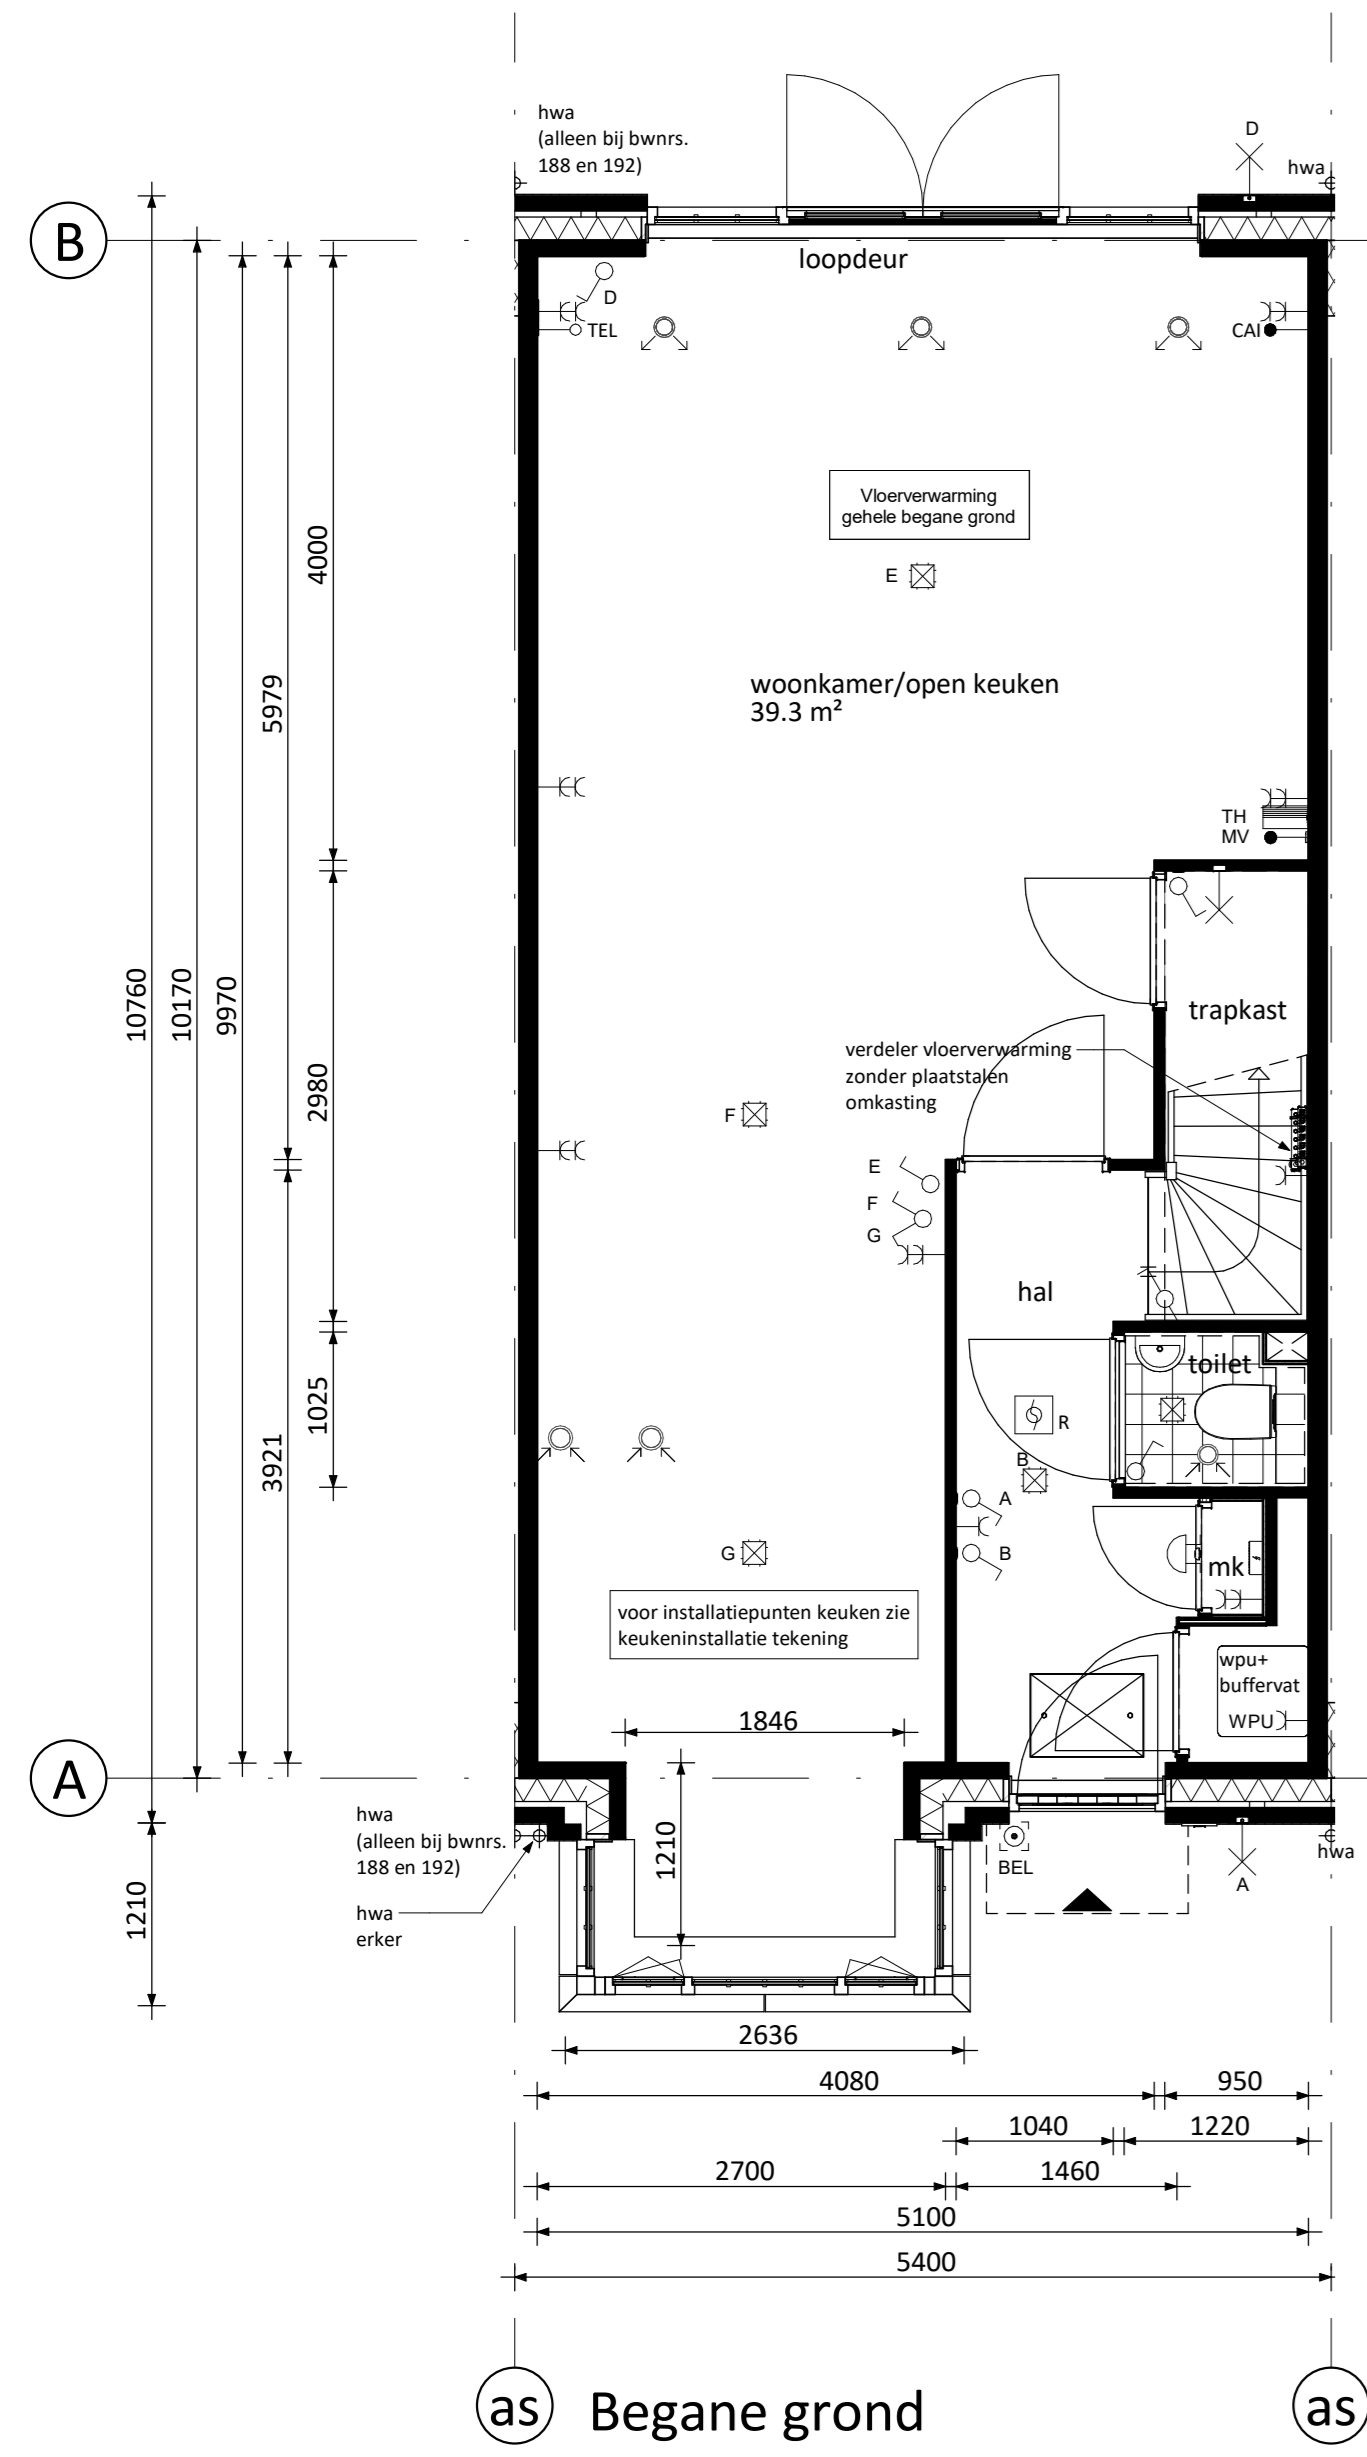 hwa
(alleen bij bwnrs.
188 en 192)
D
hwa
B
loopdeur
D
TEL
CAI
Vloerverwarming
gehele begane grond
E
4000
woonkamer/open keuken
39.3 m²
5979
TH
MV
10760
10170
9970
trapkast
verdeler vloerverwarming
zonder plaatstalen
omkasting
2980
F
E
F
G
hal
toilet
1025
3921
R
B
A
B
G
mk
voor installatiepunten keuken zie
keukeninstallatie tekening
wpu+
buffervat
WPU
1846
A
hwa
(alleen bij bwnrs.
188 en 192)
1210
1210
hwa
erker
BEL
hwa
A
2636
4080
950
1040
1220
2700
1460
5100
5400
as
Begane grond
as